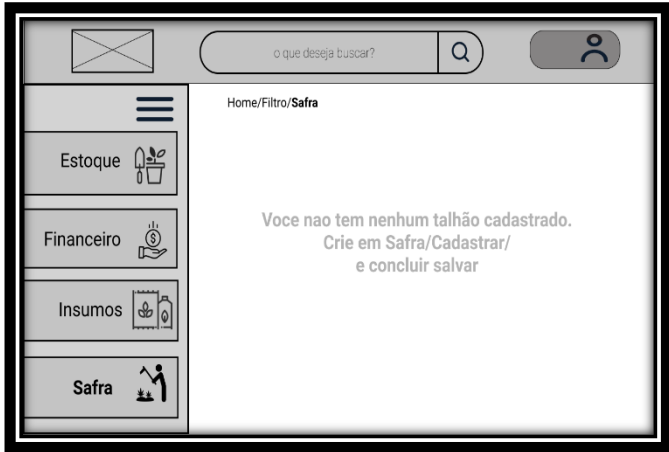 o que deseja buscar?
Home/Filtro/Safra
Estoque
Financeiro
Insumos
Safra
Voce nao tem nenhum talhão cadastrado.
Crie em Safra/Cadastrar/
e concluir salvar